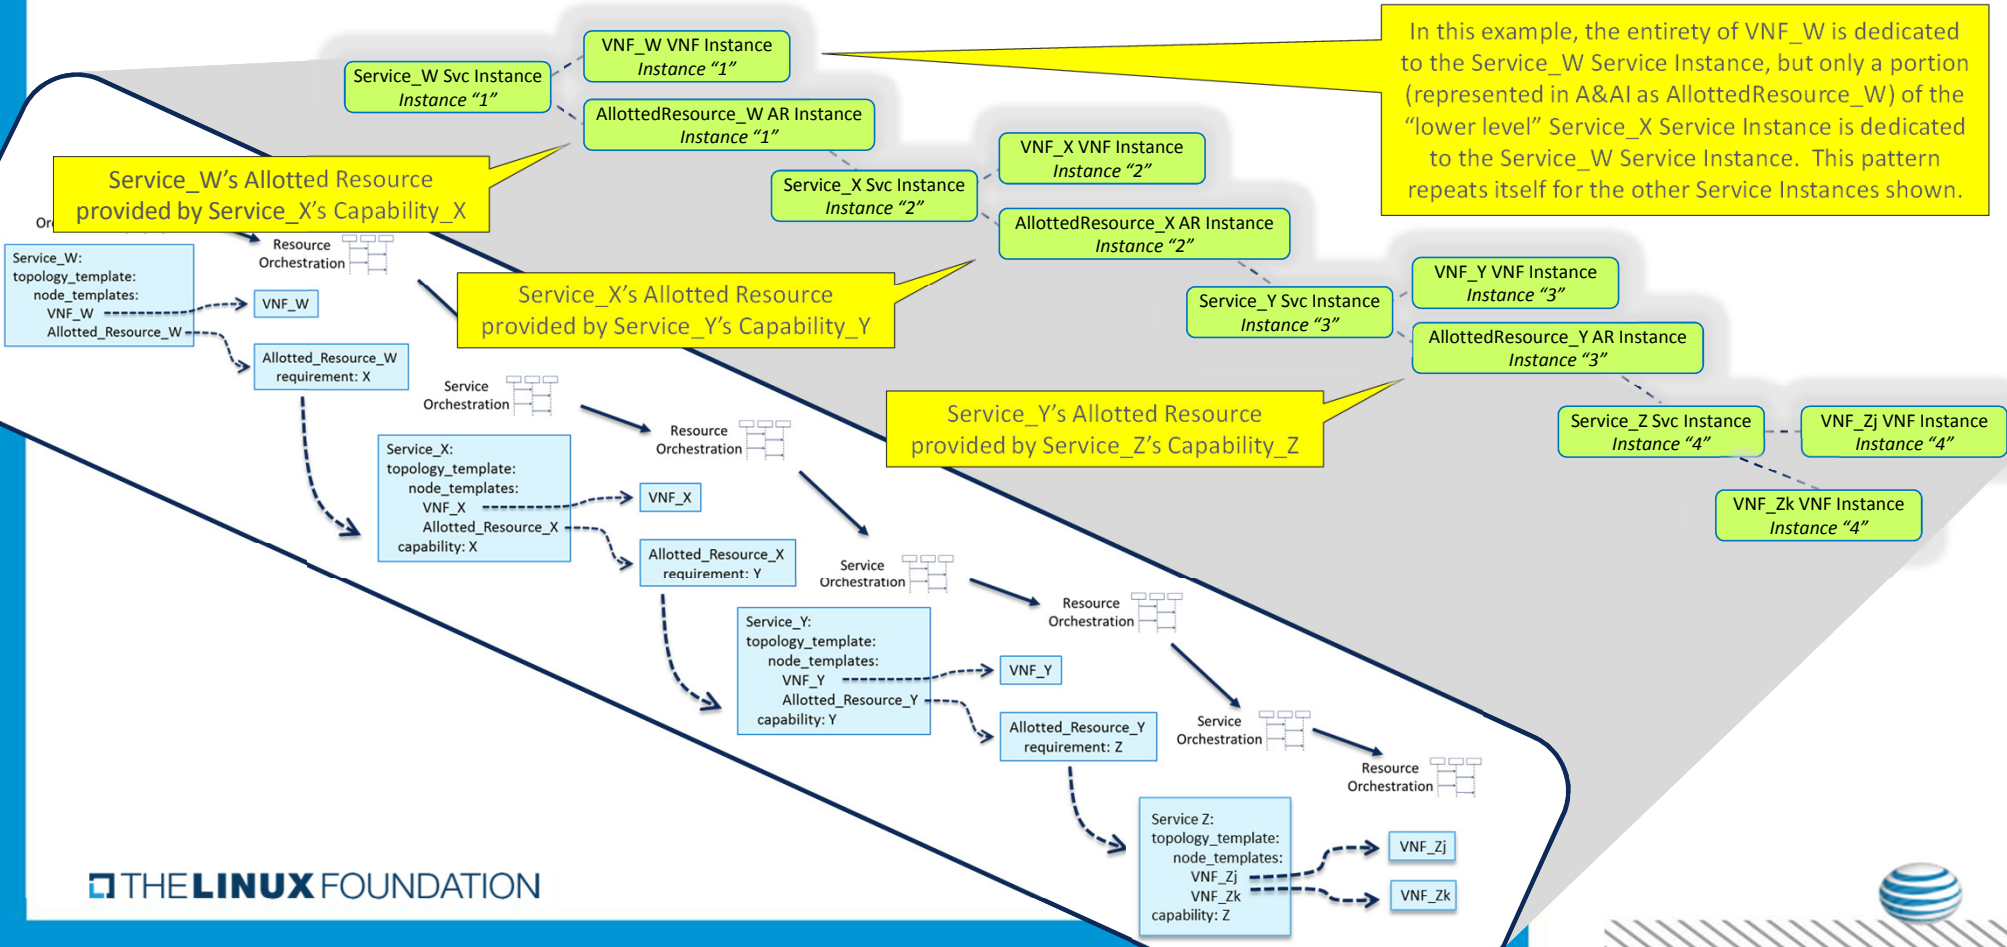 VNF_W VNF Instance
Instance “1”
Service_W Svc Instance
Instance “1”
AllottedResource_W AR Instance
Instance “1”
In this example, the entirety of VNF_W is dedicated
to the Service_W Service Instance, but only a portion
(represented in A&AI as AllottedResource_W) of the
“lower level” Service_X Service Instance is dedicated
to the Service_W Service Instance. This pattern
repeats itself for the other Service Instances shown.
VNF_X VNF Instance
Instance “2”
Service_X Svc Instance
Instance “2”
AllottedResource_X AR Instance
Instance “2”
VNF_Y VNF Instance
Instance “3”
Service_Y Svc Instance
Instance “3”
AllottedResource_Y AR Instance
Instance “3”
Service_Z Svc Instance
Instance “4”
VNF_Zj VNF Instance
Instance “4”
VNF_Zk VNF Instance
Instance “4”
Service_W’s Allotted Resource
provided by Service_X’s Capability_X
Service_X’s Allotted Resource
provided by Service_Y’s Capability_Y
Service_Y’s Allotted Resource
provided by Service_Z’s Capability_Z
Resource
Orchestration
Service_W:
topology_template:
node_templates:
VNF_W
Allotted_Resource_W
VNF_W
Allotted_Resource_W
requirement: X
Service
Orchestration
Resource
Orchestration
Service_X:
topology_template:
node_templates:
VNF_X
Allotted_Resource_X
capability: X
VNF_X
Allotted_Resource_X
requirement: Y
Service
Orchestration
Resource
Orchestration
Service_Y:
topology_template:
node_templates:
VNF_Y
Allotted_Resource_Y
capability: Y
VNF_Y
Allotted_Resource_Y
requirement: Z
Service
Orchestration
Resource
Orchestration
Service Z:
topology_template:
node_templates:
VNF_Zj
VNF_Zk
capability: Z
VNF_Zj
VNF_Zk
THE LINUX FOUNDATION